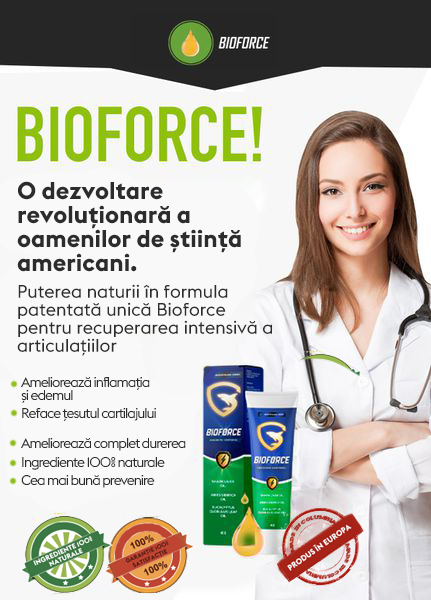 BIOFORCE
BIOFORCE!
O dezvoltare
revoluționară a
oamenilor de știință
americani.
Puterea naturii în formula
patentată unică Bioforce
pentru recuperarea intensivă a
articulațiilor
Ameliorează inflamația
și edemul
Reface țesutul cartilajului
Ameliorează complet durerea
Ingrediente 100% naturale
Cea mai bună prevenire
BIOFORCE
BIOFORCE
INGREDIENTE 100%
NATURALE
100%
GARANȚIE 100%
SATISFACȚIE
100%
PRODUS ÎN EUROPA